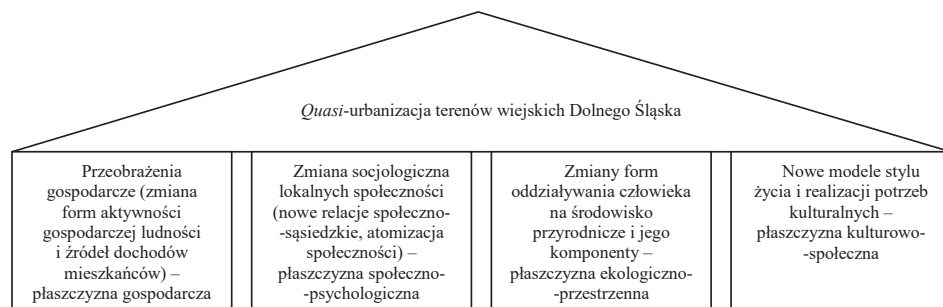 Quasi-urbanizacja terenów wiejskich Dolnego Śląska
Przeobrażenia
gospodarcze (zmiana
form aktywności
gospodarczej ludności
i źródeł dochodów
mieszkańców) –
płaszczyzna gospodarcza
Zmiana socjologiczna
lokalnych społeczności
(nowe relacje społeczno-
-sąsiedzkie, atomizacja
społeczności) –
płaszczyzna społeczno-
-psychologiczna
Zmiany form
oddziaływania człowieka
na środowisko
przyrodnicze i jego
komponenty –
płaszczyzna ekologiczno-
-przestrzenna
Nowe modele stylu
życia i realizacji potrzeb
kulturalnych –
płaszczyzna kulturowo-
-społeczna